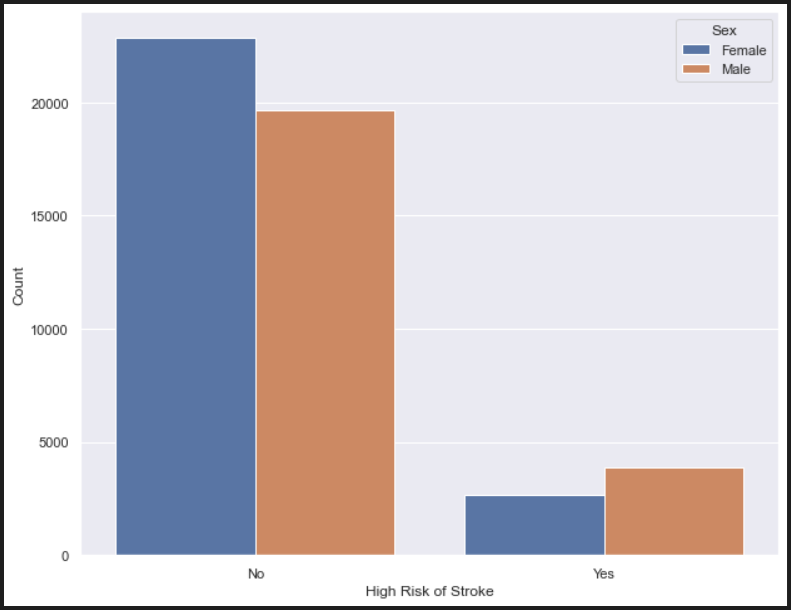 Sex
Female
Male
20000
15000
10000
5000
0
Count
No
Yes
High Risk of Stroke